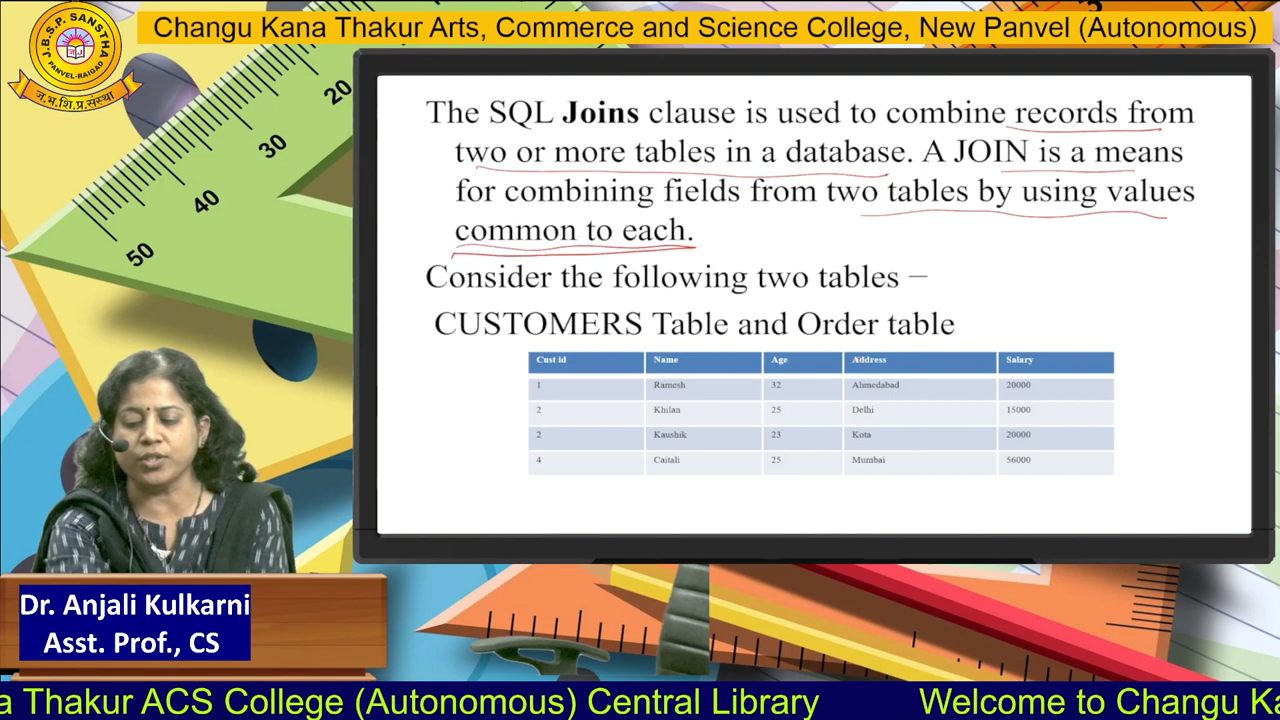 Changu Kana Thakur Arts, Commerce and Science College, New Panvel (Autonomous)
J.B.S.P. SANSTHA
PANVEL-RAIGAD
ज.भ.शि.प्र.संस्था
20
30
40
50
The SQL Joins clause is used to combine records from
two or more tables in a database. A JOIN is a means
for combining fields from two tables by using values
common to each.
Consider the following two tables –
CUSTOMERS Table and Order table
Cust id Name Age Address Salary
1 Ramesh 32 Ahmedabad 20000
2 Khilan 25 Delhi 15000
2 Kaushik 23 Kota 20000
4 Caitali 25 Mumbai 56000
Dr. Anjali Kulkarni
Asst. Prof., CS
a Thakur ACS College (Autonomous) Central Library Welcome to Changu Ka